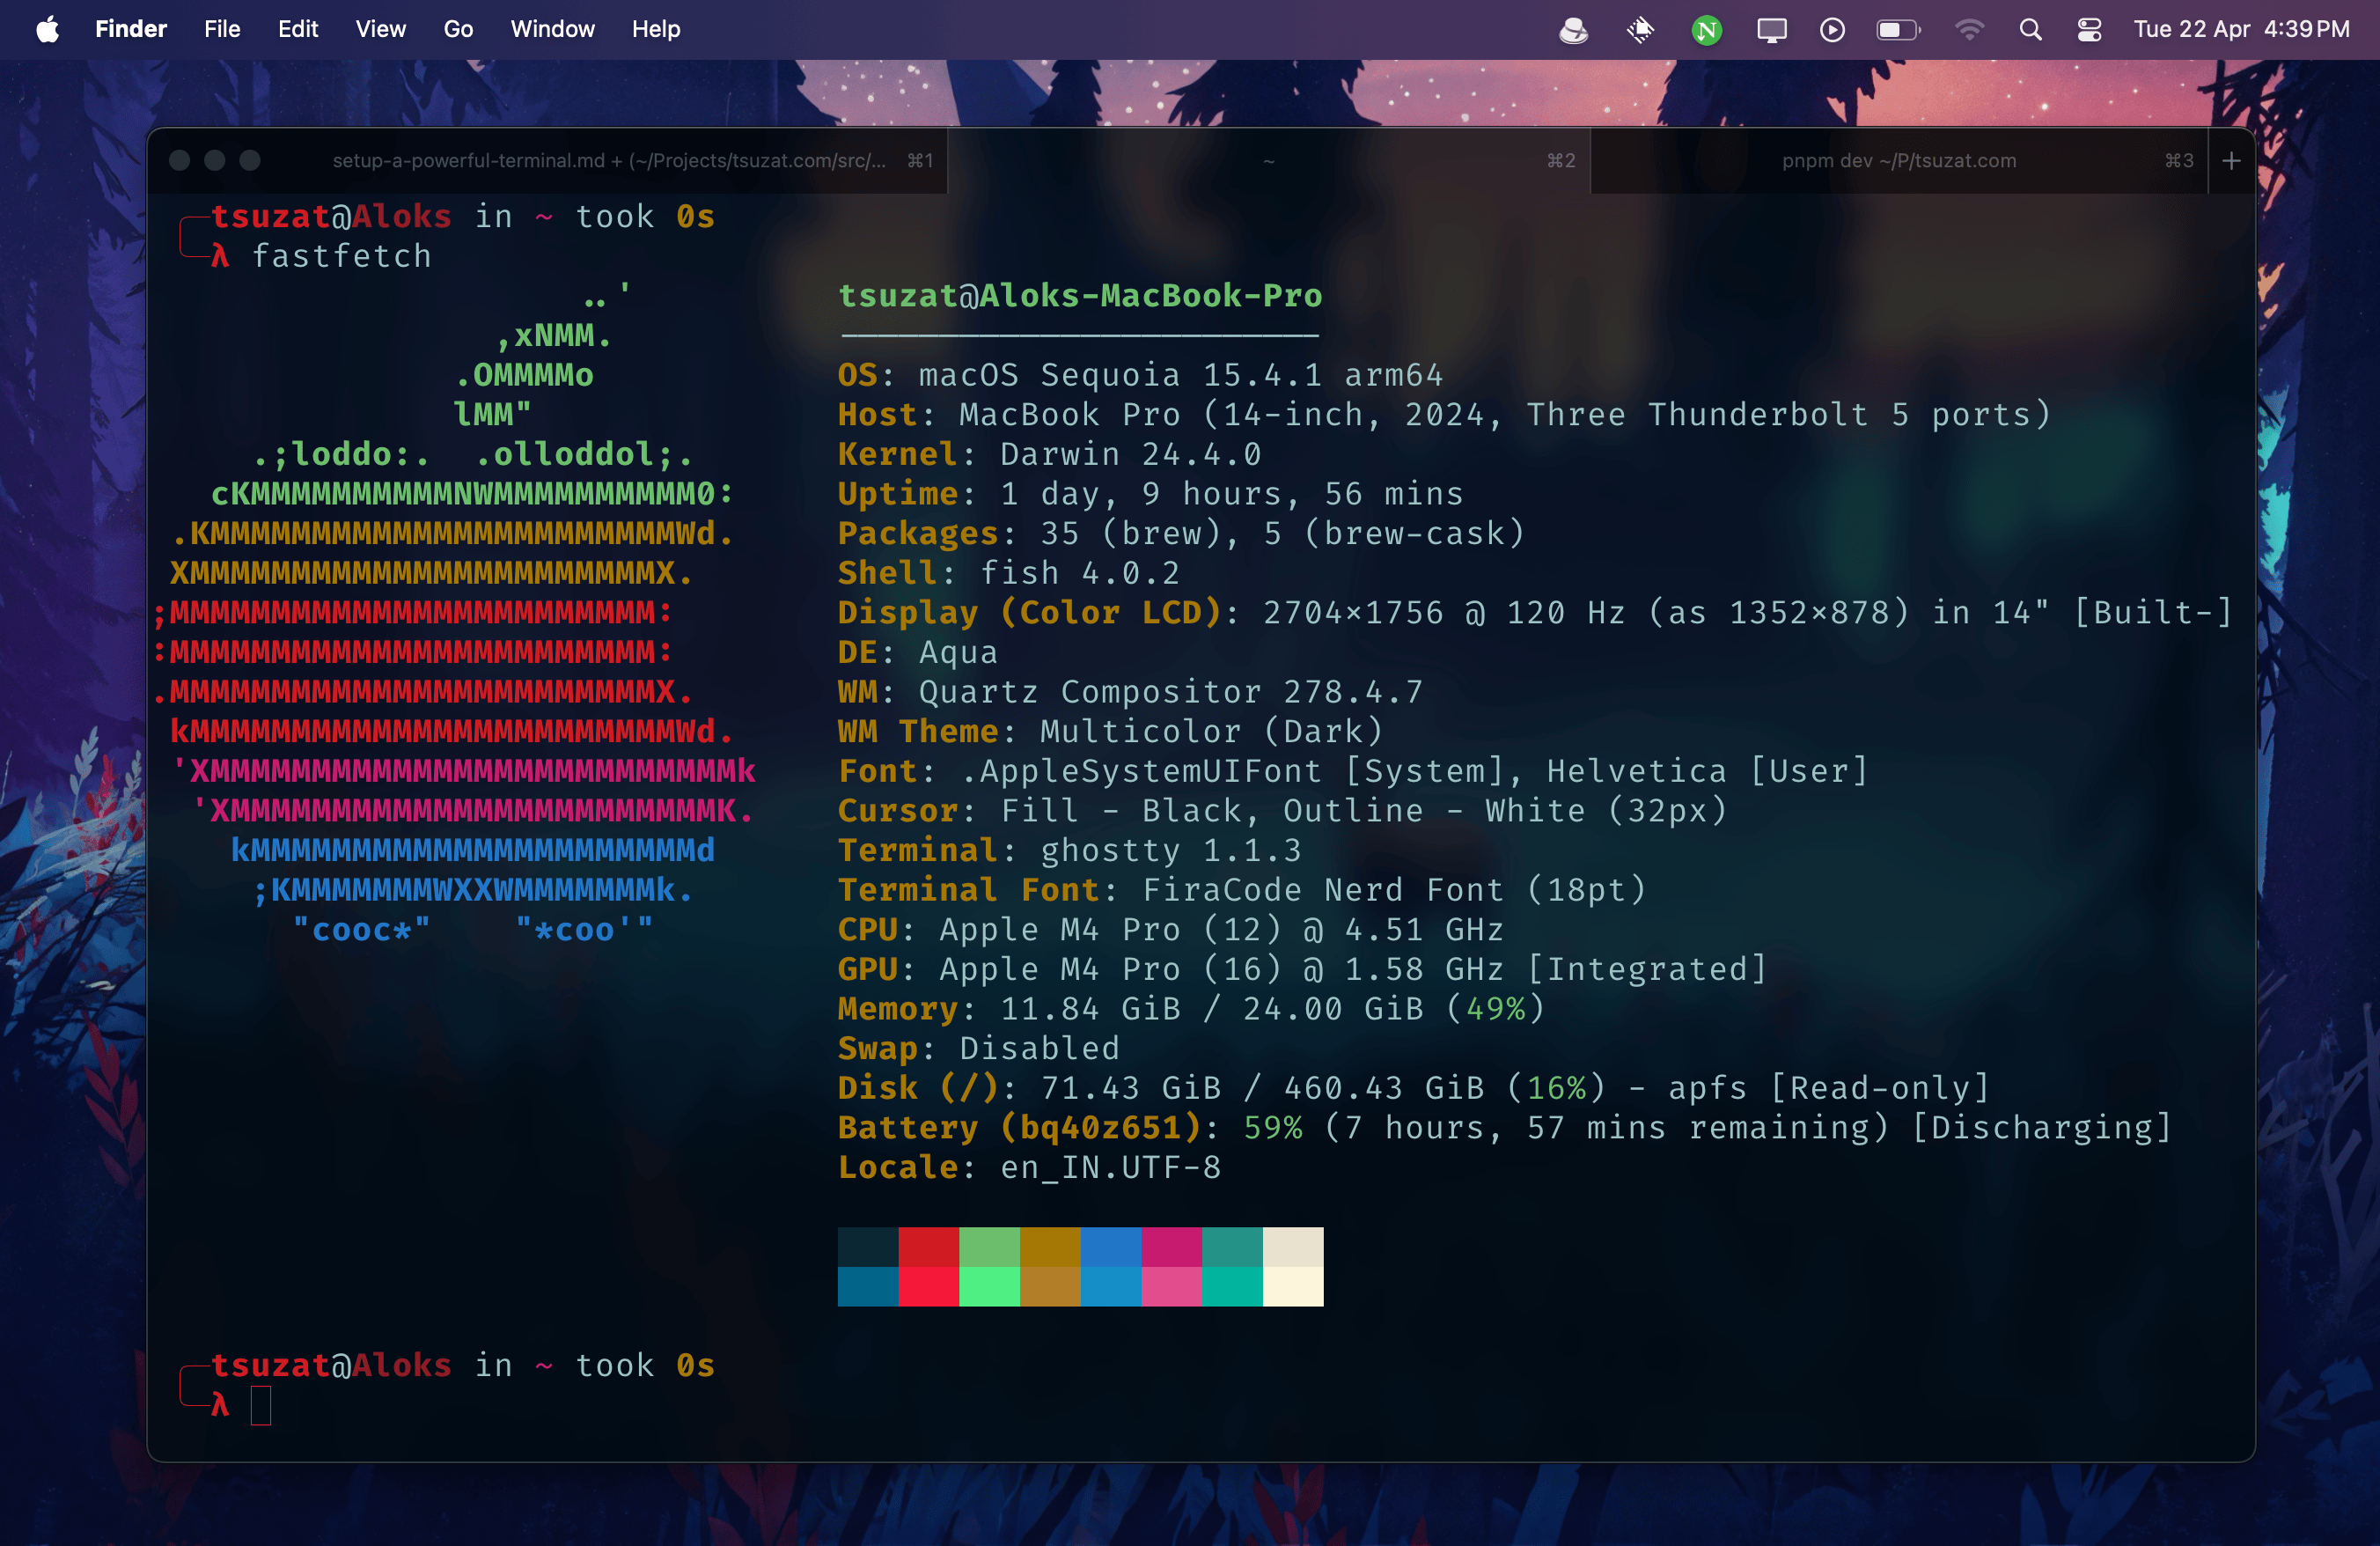 Finder File Edit View Go Window Help Tue 22 Apr 4:39 PM
setup-a-powerful-terminal.md + (~/Projects/tsuzat.com/src/... ⌘1 ~ ⌘2 pnpm dev ~/P/tsuzat.com ⌘3 +
tsuzat@Aloks in ~ took 0s
λ fastfetch
..'
,xNMM.
.OMMMMo
lMM"
.;loddo:. .olloddol;.
cKMMMMMMMMMMNWMMMMMMMMMM0:
.KMMMMMMMMMMMMMMMMMMMMMMMWd.
XMMMMMMMMMMMMMMMMMMMMMMMX.
;MMMMMMMMMMMMMMMMMMMMMMMM:
:MMMMMMMMMMMMMMMMMMMMMMMM:
.MMMMMMMMMMMMMMMMMMMMMMMMX.
kMMMMMMMMMMMMMMMMMMMMMMMMWd.
'XMMMMMMMMMMMMMMMMMMMMMMMMMMk
'XMMMMMMMMMMMMMMMMMMMMMMMMK.
kMMMMMMMMMMMMMMMMMMMMMMd
;KMMMMMMMWXXWMMMMMMMk.
"cooc*" "*coo'"
tsuzat@Aloks-MacBook-Pro
------------------------
OS: macOS Sequoia 15.4.1 arm64
Host: MacBook Pro (14-inch, 2024, Three Thunderbolt 5 ports)
Kernel: Darwin 24.4.0
Uptime: 1 day, 9 hours, 56 mins
Packages: 35 (brew), 5 (brew-cask)
Shell: fish 4.0.2
Display (Color LCD): 2704×1756 @ 120 Hz (as 1352×878) in 14" [Built-]
DE: Aqua
WM: Quartz Compositor 278.4.7
WM Theme: Multicolor (Dark)
Font: .AppleSystemUIFont [System], Helvetica [User]
Cursor: Fill - Black, Outline - White (32px)
Terminal: ghostty 1.1.3
Terminal Font: FiraCode Nerd Font (18pt)
CPU: Apple M4 Pro (12) @ 4.51 GHz
GPU: Apple M4 Pro (16) @ 1.58 GHz [Integrated]
Memory: 11.84 GiB / 24.00 GiB (49%)
Swap: Disabled
Disk (/): 71.43 GiB / 460.43 GiB (16%) - apfs [Read-only]
Battery (bq40z651): 59% (7 hours, 57 mins remaining) [Discharging]
Locale: en_IN.UTF-8
tsuzat@Aloks in ~ took 0s
λ